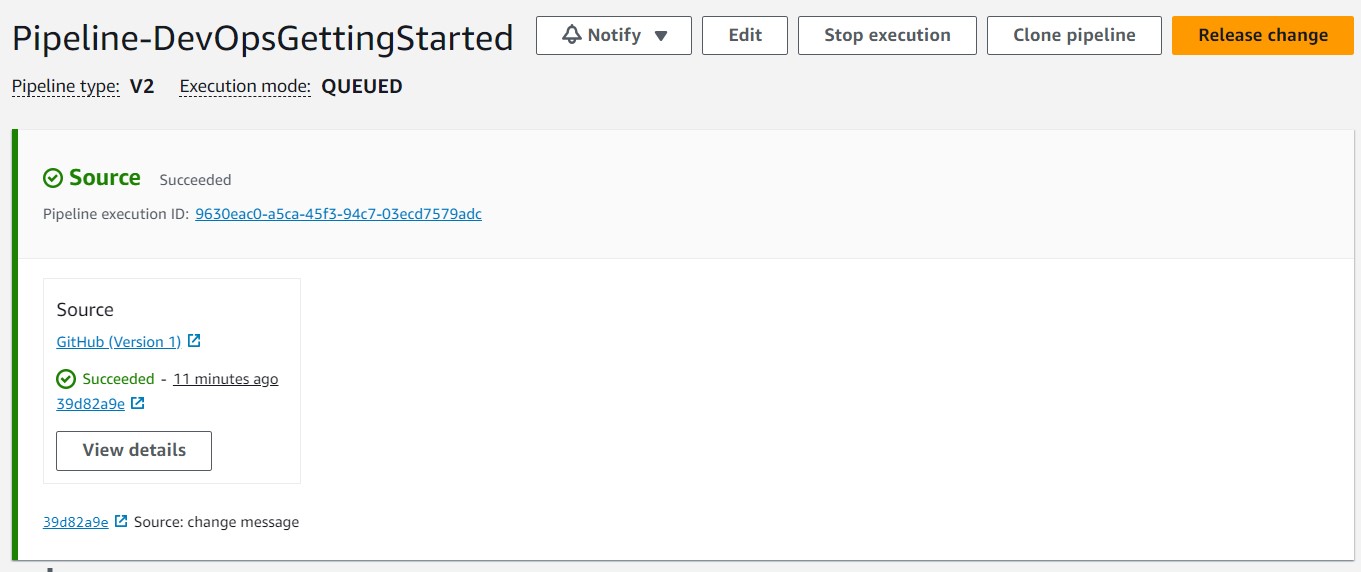 Pipeline-DevOpsGettingStarted
Notify
Edit
Stop execution
Clone pipeline
Release change
Pipeline type: V2 Execution mode: QUEUED
Source Succeeded
Pipeline execution ID: 9630eac0-a5ca-45f3-94c7-03ecd7579adc
Source
GitHub (Version 1)
Succeeded - 11 minutes ago
39d82a9e
View details
39d82a9e Source: change message